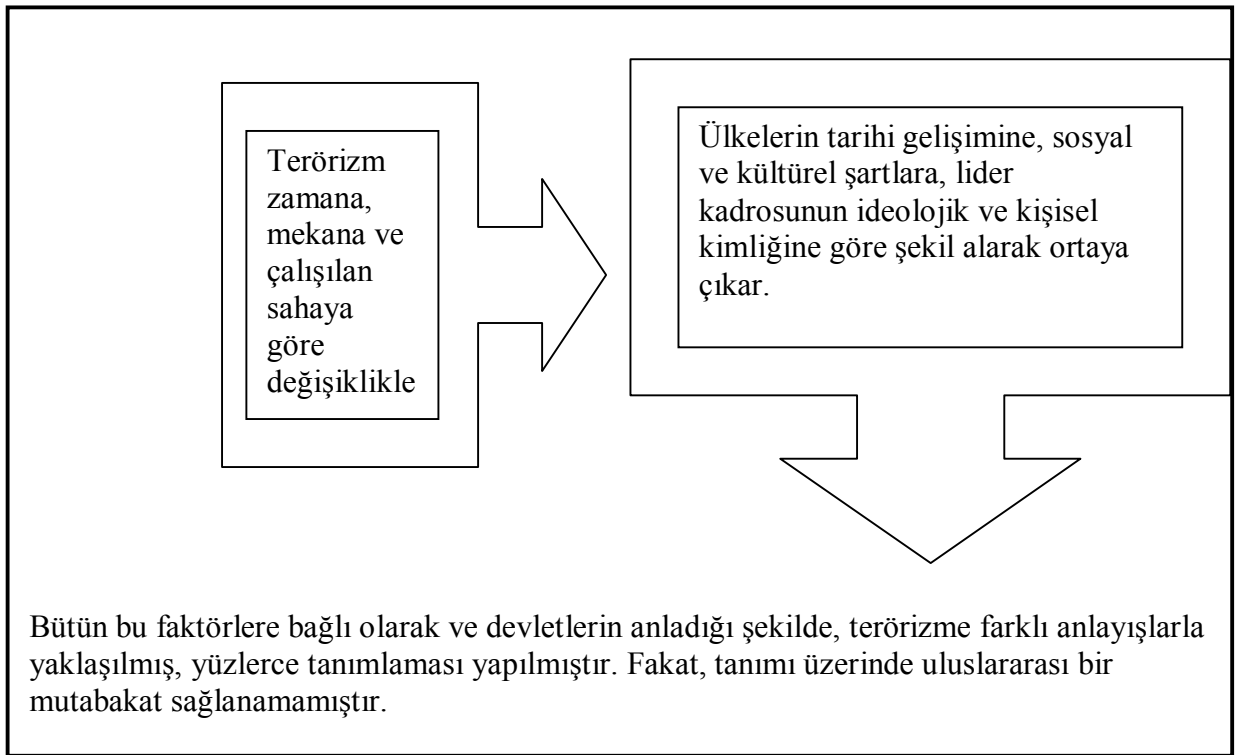 Terörizm
zamana,
mekana ve
çalışılan
sahaya
göre
değişiklikle
Ülkelerin tarihi gelişimine, sosyal
ve kültürel şartlara, lider
kadrosunun ideolojik ve kişisel
kimliğine göre şekil alarak ortaya
çıkar.
Bütün bu faktörlere bağlı olarak ve devletlerin anladığı şekilde, terörizme farklı anlayışlarla
yaklaşılmış, yüzlerce tanımlaması yapılmıştır. Fakat, tanımı üzerinde uluslararası bir
mutabakat sağlanamamıştır.